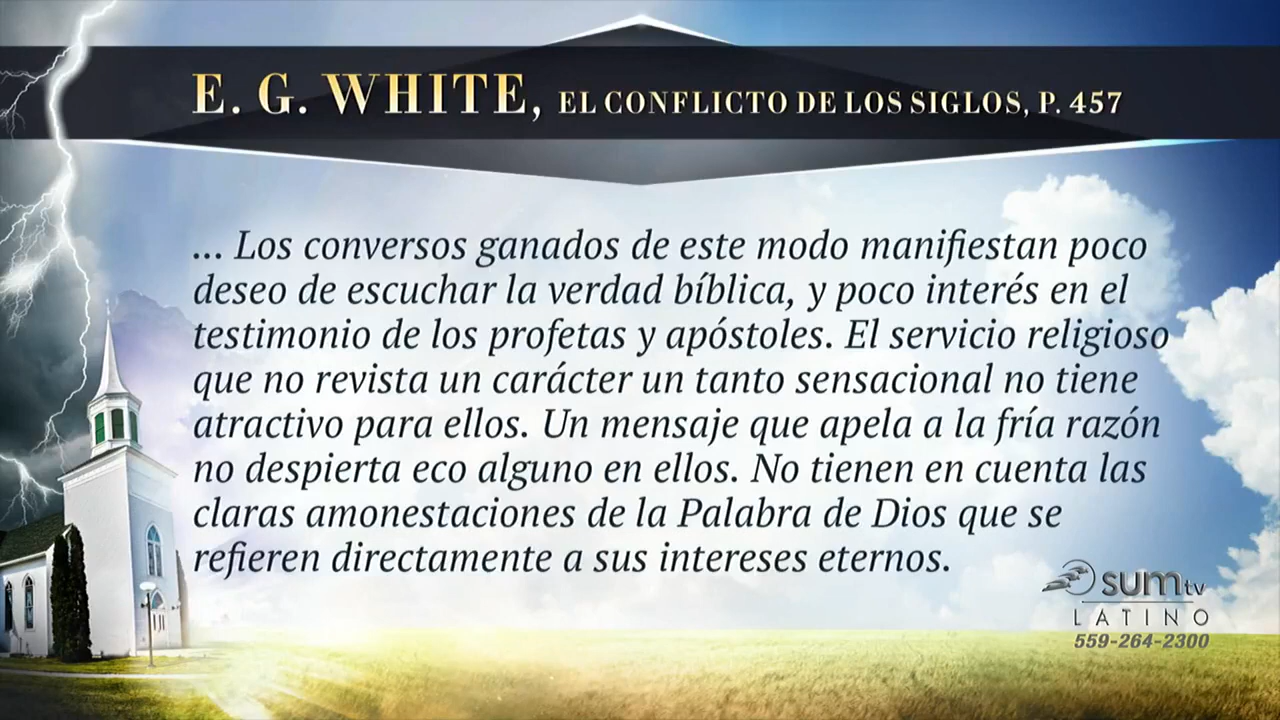 E. G. WHITE, EL CONFLICTO DE LOS SIGLOS, P. 457
... Los conversos ganados de este modo manifiestan poco
deseo de escuchar la verdad bíblica, y poco interés en el
testimonio de los profetas y apóstoles. El servicio religioso
que no revista un carácter un tanto sensacional no tiene
atractivo para ellos. Un mensaje que apela a la fría razón
no despierta eco alguno en ellos. No tienen en cuenta las
claras amonestaciones de la Palabra de Dios que se
refieren directamente a sus intereses eternos.
sumtv
LATINO
559-264-2300